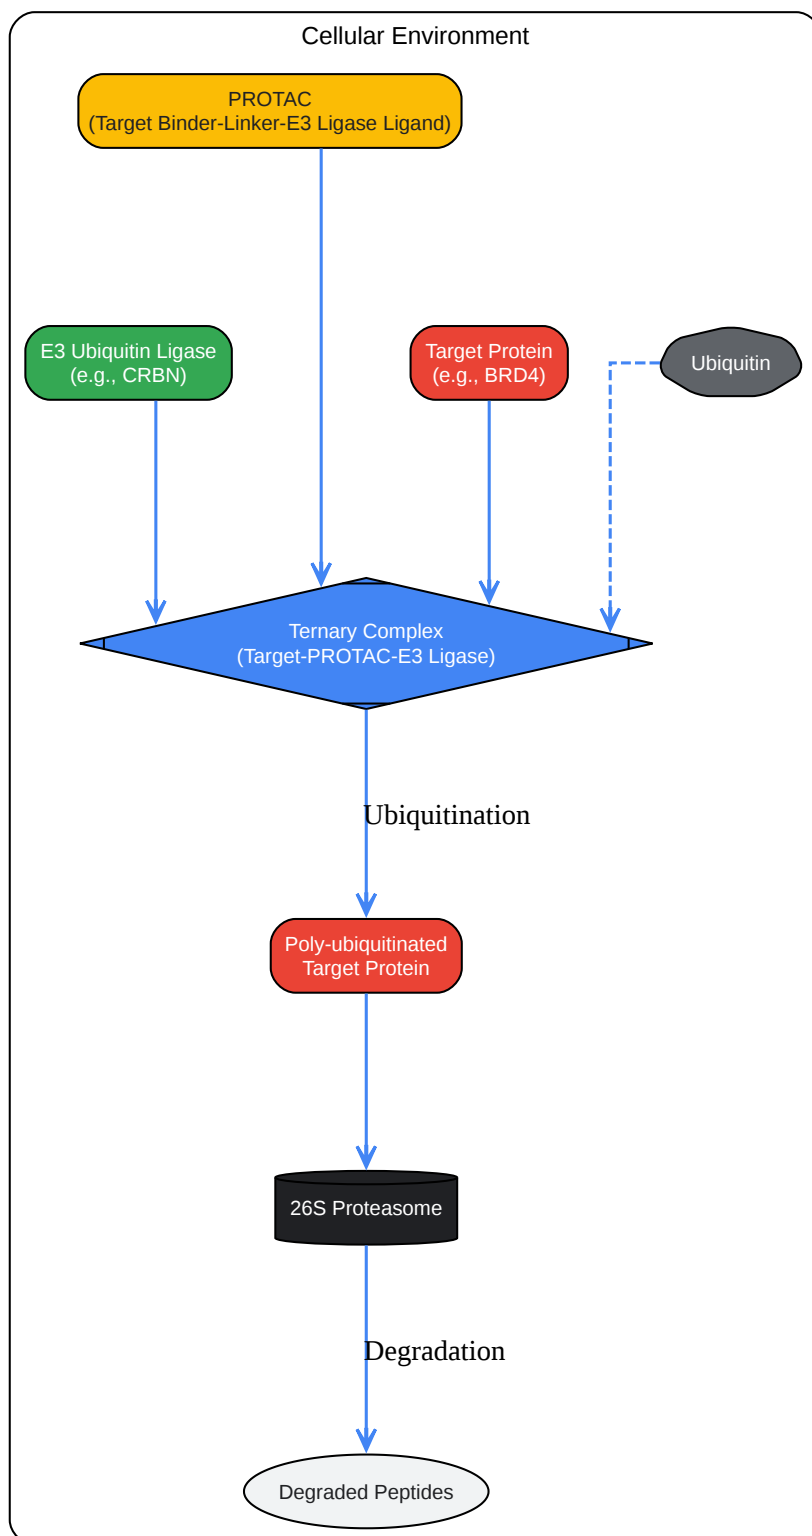 Cellular Environment
PROTAC
(Target Binder-Linker-E3 Ligase Ligand)
E3 Ubiquitin Ligase
(e.g., CRBN)
Target Protein
(e.g., BRD4)
Ubiquitin
Ternary Complex
(Target-PROTAC-E3 Ligase)
Ubiquitination
Poly-ubiquitinated
Target Protein
26S Proteasome
Degradation
Degraded Peptides